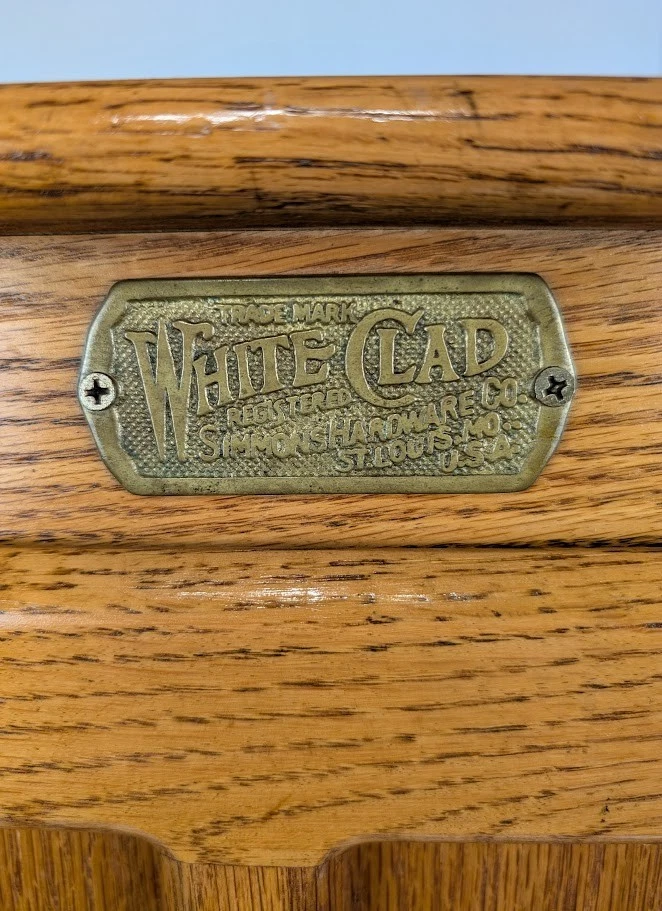 TRADE MARK
WHITE CLAD
REGISTERED
SIMMONS HARDWARE CO.
ST. LOUIS, MO.
U.S.A.